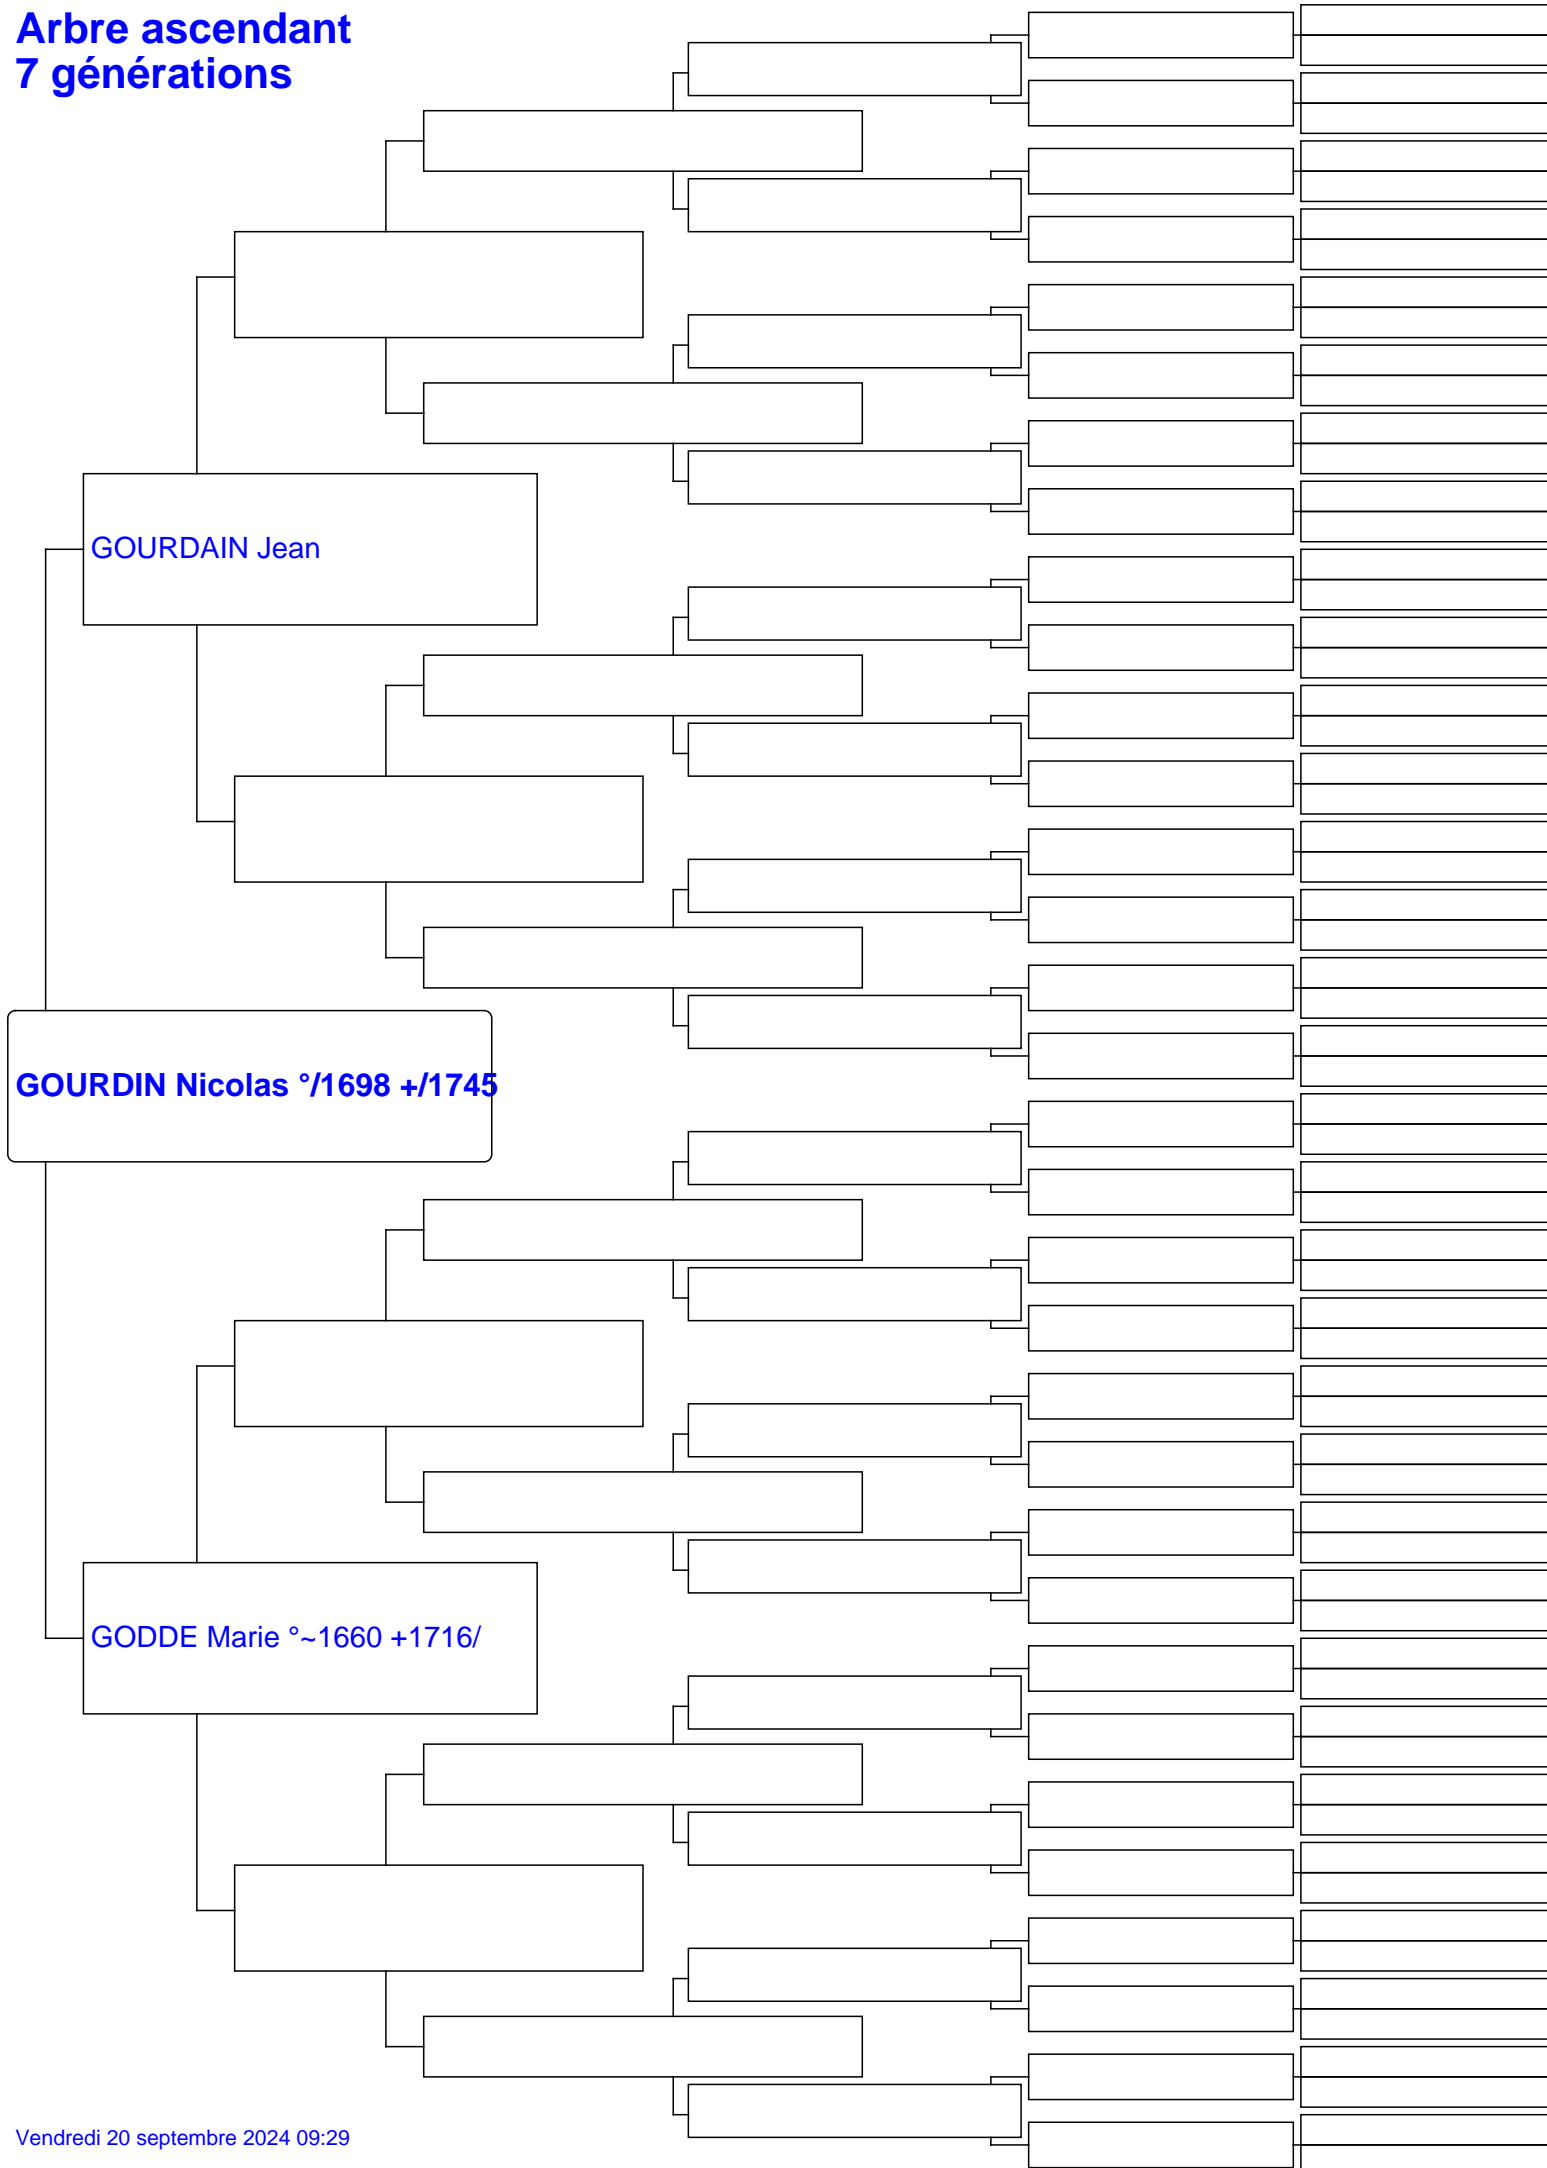 Arbre ascendant
7 générations
GOURDAIN Jean
GOURDIN Nicolas °/1698 +/1745
GODDE Marie °~1660 +1716/
Vendredi 20 septembre 2024 09:29